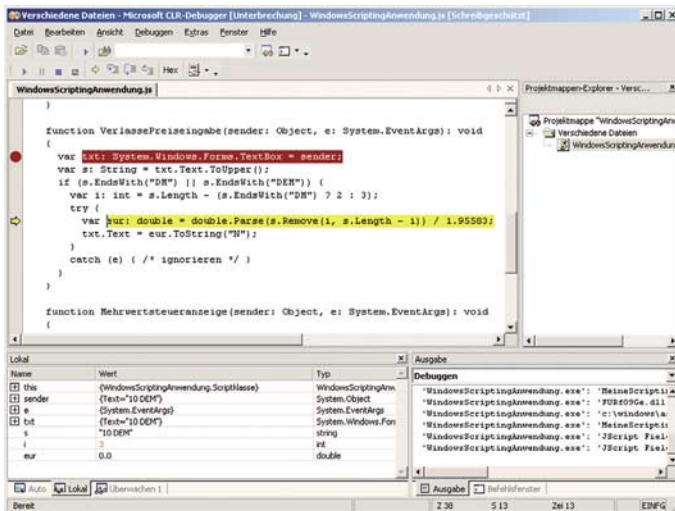 Verschiedene Dateien - Microsoft CLR-Debugger [Unterbrechung] - WindowsScriptingAnwendung.js [Schreibgeschützt]
Datei Bearbeiten Ansicht Debuggen Extras Fenster Hilfe
Hex
WindowsScriptingAnwendung.js
}
function VerlassePreiseingabe(sender: Object, e: System.EventArgs): void
{
var txt: System.Windows.Forms.TextBox = sender;
var s: String = txt.Text.ToUpper();
if (s.EndsWith("DM") || s.EndsWith("DEM")) {
var i: int = s.Length - (s.EndsWith("DM") ? 2 : 3);
try {
var eur: double = double.Parse(s.Remove(i, s.Length - i)) / 1.95583;
txt.Text = eur.ToString("N");
}
catch (e) { /* ignorieren */ }
}
}
function Mehrwertsteueranzeige(sender: Object, e: System.EventArgs): void
{
Projektmappen-Explorer - Versc...
Projektmappe "WindowsScriptingAnw
Verschiedene Dateien
WindowsScriptingAnwendun
Lokal
Name Wert Typ
this {WindowsScriptingAnwendung.Scriptklasse} WindowsScriptingAnw
sender {Text="10 DEM"} System.Object
e {System.EventArgs} System.EventArgs
txt {Text="10 DEM"} System.Windows.For
s "10 DEM" string
i 3 int
eur 0.0 double
Auto Lokal Überwachen 1
Ausgabe
Debuggen
'WindowsScriptingAnwendung.exe': 'MeineScriptin
'WindowsScriptingAnwendung.exe': 'FURf09Ge.dll
'WindowsScriptingAnwendung.exe': 'c:\windows\a
'WindowsScriptingAnwendung.exe': 'MeineScriptin
'WindowsScriptingAnwendung.exe': 'JScript Fiel
'WindowsScriptingAnwendung.exe': 'JScript Fiel
Ausgabe Befehlsfenster
Bereit Z 38 S 13 Zei 13 EINFG